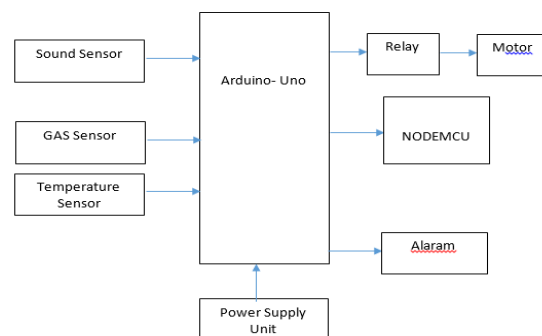 Sound Sensor
GAS Sensor
Temperature
Sensor
Arduino- Uno
Power Supply
Unit
Relay
Motor
NODEMCU
Alaram